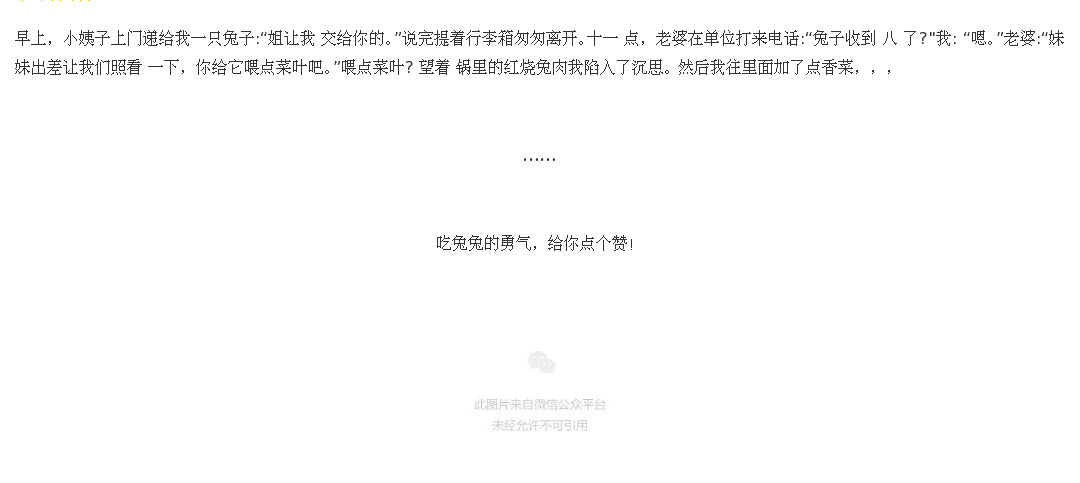 早上，小姨子上门递给我一只兔子:“姐让我 交给你的。”说完提着行李箱匆匆离开。十一 点，老婆在单位打来电话:“兔子收到 八 了?"我: “嗯。”老婆:“妹
妹出差让我们照看 一下，你给它喂点菜叶吧。”喂点菜叶? 望着 锅里的红烧兔肉我陷入了沉思。然后我往里面加了点香菜，，，
……
吃兔兔的勇气，给你点个赞!
此图片来自微信公众平台
未经允许不可引用